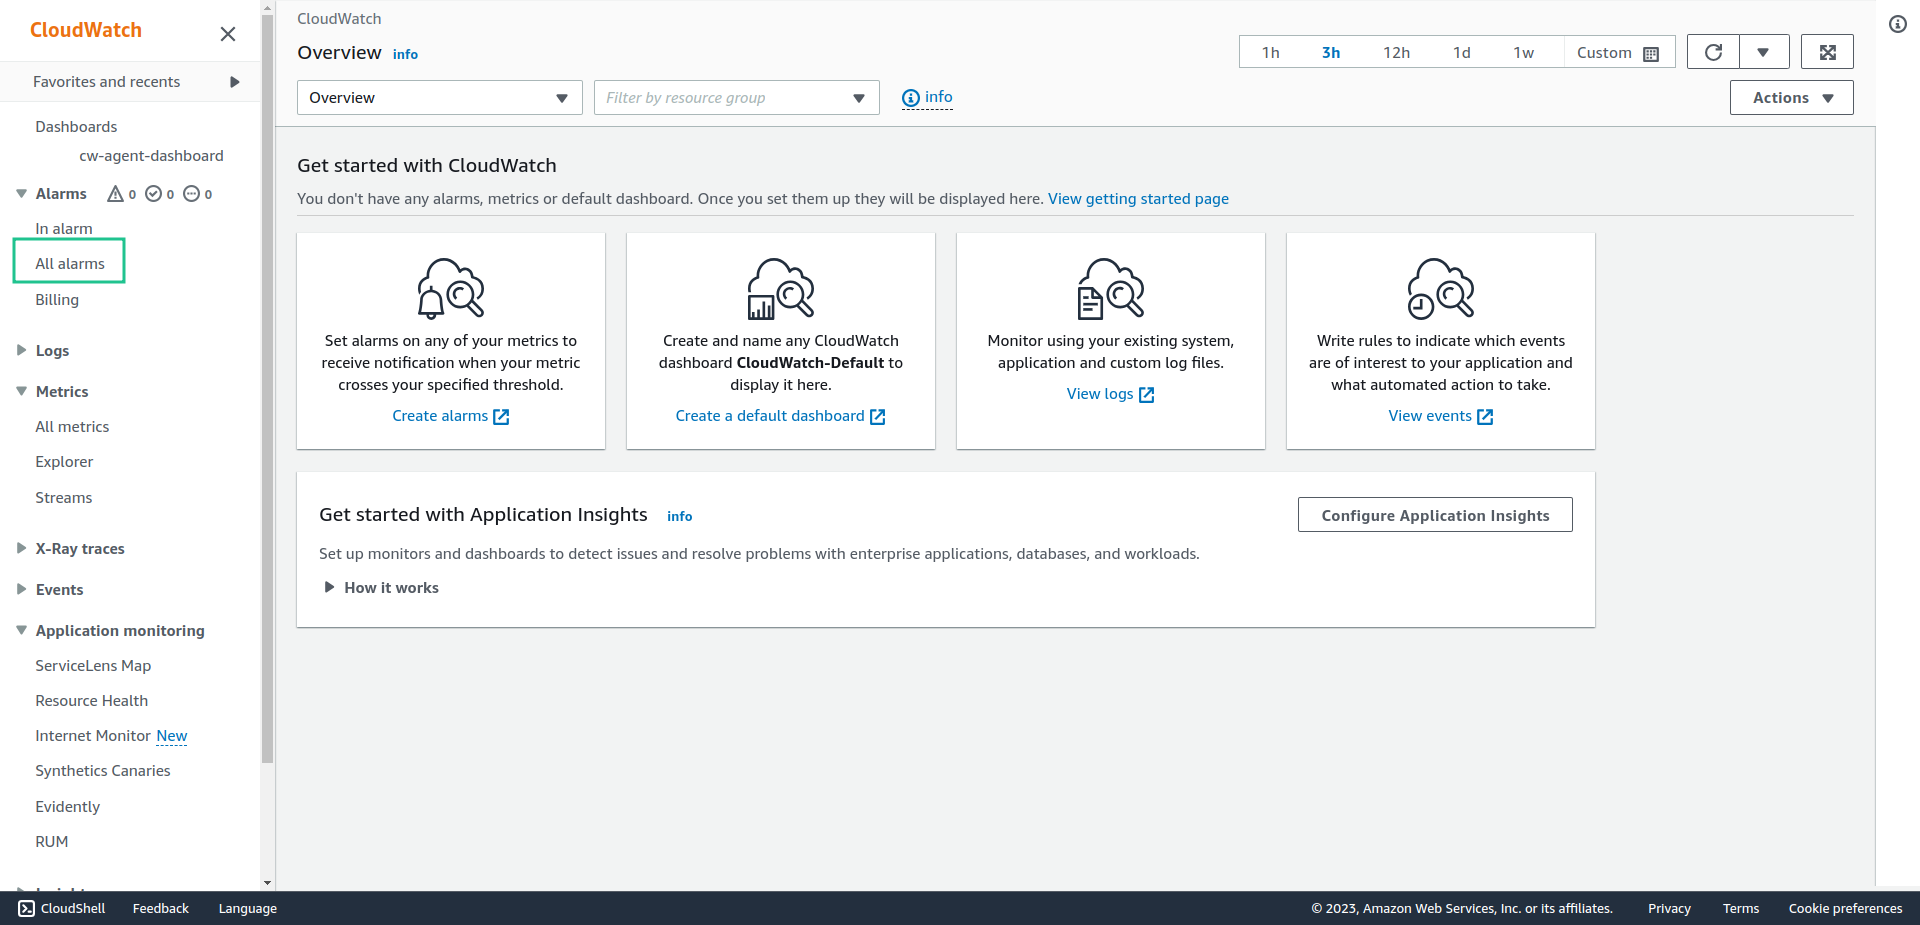 CloudWatch
Favorites and recents
Dashboards
cw-agent-dashboard
Alarms 0 0 0
In alarm
All alarms
Billing
Logs
Metrics
All metrics
Explorer
Streams
X-Ray traces
Events
Application monitoring
ServiceLens Map
Resource Health
Internet Monitor New
Synthetics Canaries
Evidently
RUM
CloudWatch
Overview info
1h 3h 12h 1d 1w Custom
Overview
Filter by resource group
info
Actions
Get started with CloudWatch
You don't have any alarms, metrics or default dashboard. Once you set them up they will be displayed here. View getting started page
Set alarms on any of your metrics to
receive notification when your metric
crosses your specified threshold.
Create alarms
Create and name any CloudWatch
dashboard CloudWatch-Default to
display it here.
Create a default dashboard
Monitor using your existing system,
application and custom log files.
View logs
Write rules to indicate which events
are of interest to your application and
what automated action to take.
View events
Get started with Application Insights info
Configure Application Insights
Set up monitors and dashboards to detect issues and resolve problems with enterprise applications, databases, and workloads.
How it works
CloudShell Feedback Language
© 2023, Amazon Web Services, Inc. or its affiliates. Privacy Terms Cookie preferences